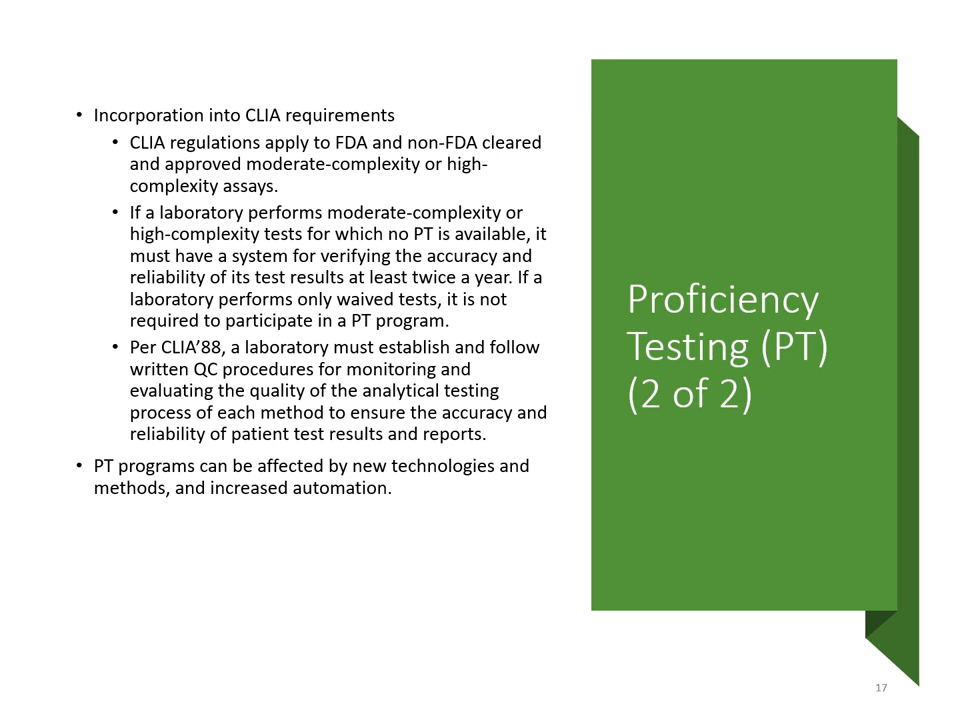 • Incorporation into CLIA requirements
• CLIA regulations apply to FDA and non-FDA cleared
and approved moderate-complexity or high-
complexity assays.
• If a laboratory performs moderate-complexity or
high-complexity tests for which no PT is available, it
must have a system for verifying the accuracy and
reliability of its test results at least twice a year. If a
laboratory performs only waived tests, it is not
required to participate in a PT program.
• Per CLIA’88, a laboratory must establish and follow
written QC procedures for monitoring and
evaluating the quality of the analytical testing
process of each method to ensure the accuracy and
reliability of patient test results and reports.
• PT programs can be affected by new technologies and
methods, and increased automation.
Proficiency
Testing (PT)
(2 of 2)
17